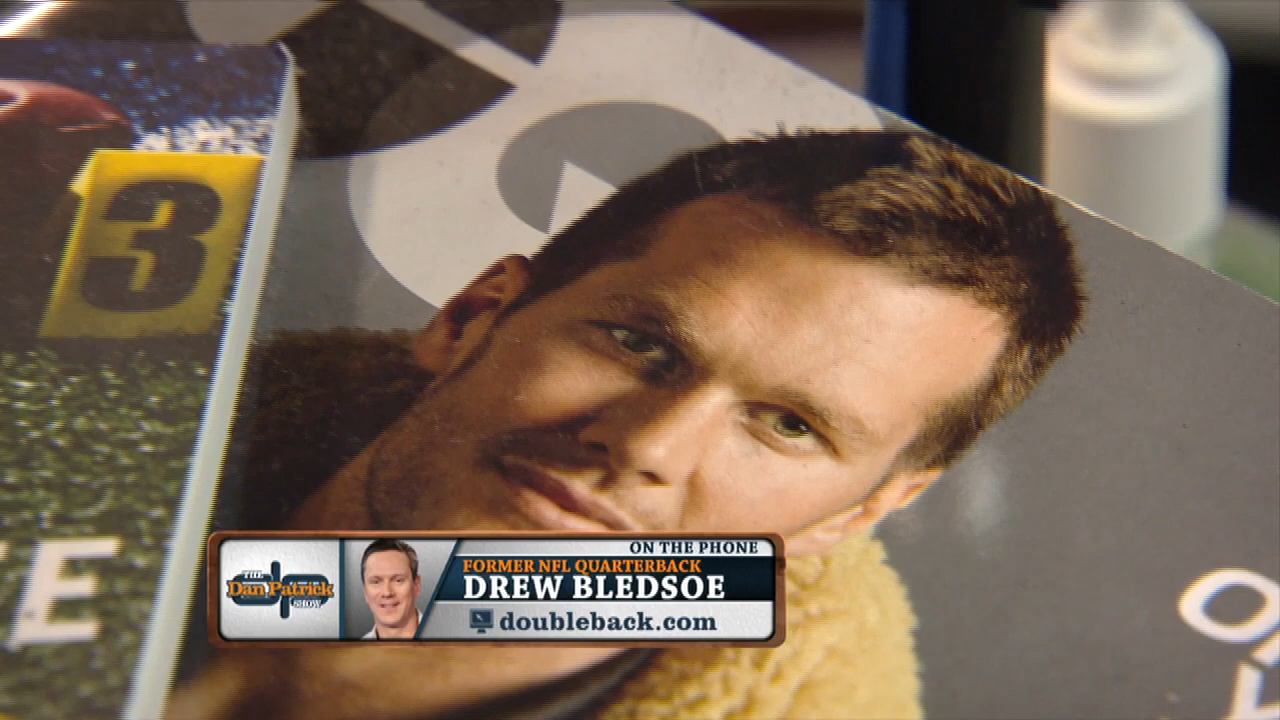 3
E
O
ON THE PHONE
THE
Dan Patrick
SHOW
FORMER NFL QUARTERBACK
DREW BLEDSOE
doubleback.com